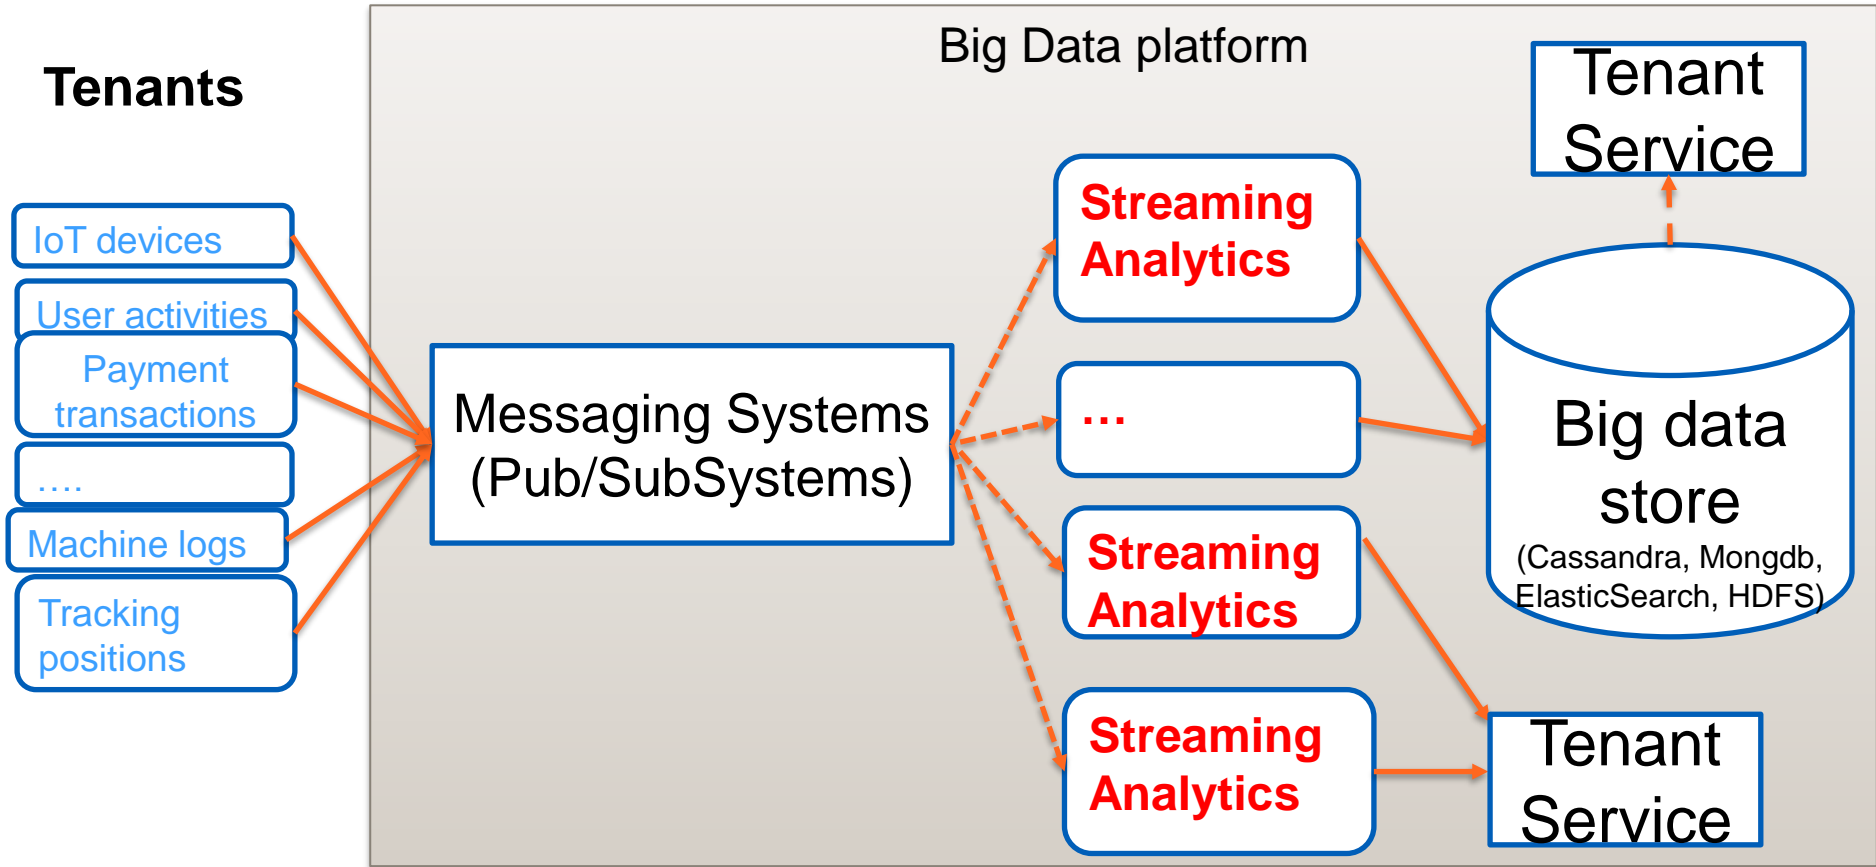 Big Data platform
Tenants
IoT devices
User activities
Payment
transactions
....
Machine logs
Tracking
positions
Messaging Systems
(Pub/SubSystems)
Streaming
Analytics
...
Streaming
Analytics
Streaming
Analytics
Tenant
Service
Big data
store
(Cassandra, Mongdb,
ElasticSearch, HDFS)
Tenant
Service